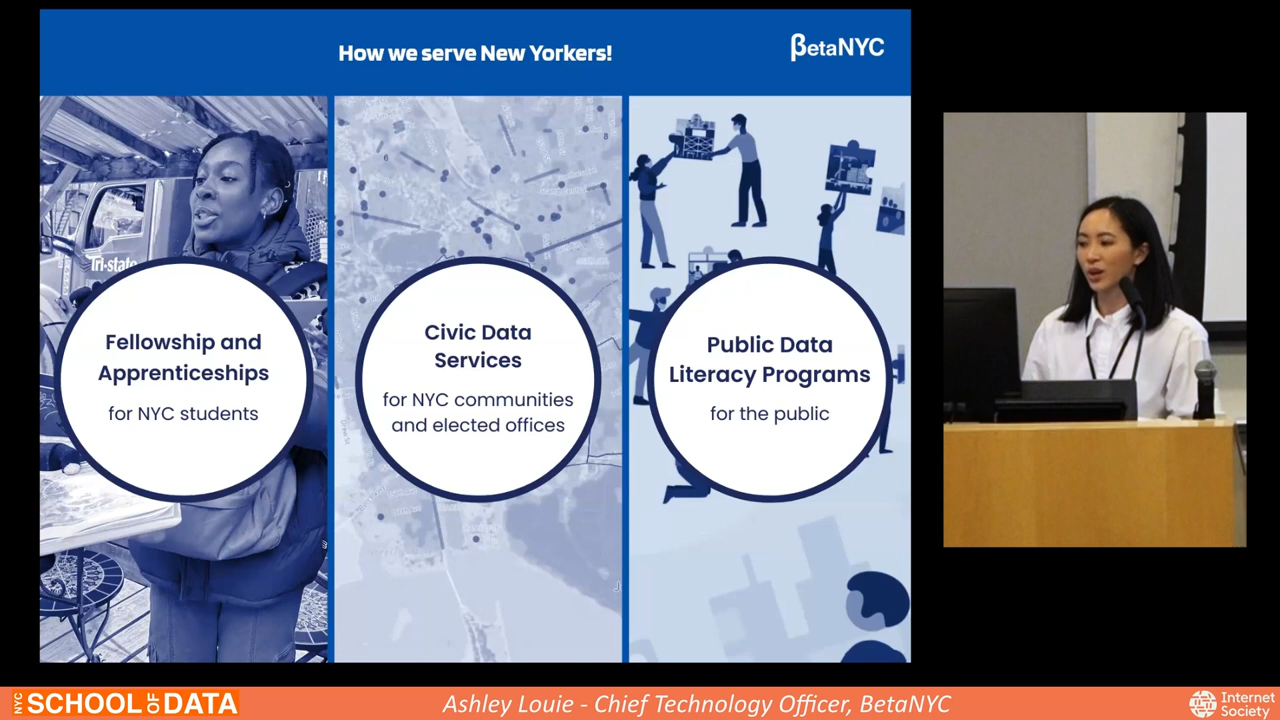 How we serve New Yorkers!
βetaNYC
Tri-state
Fellowship and
Apprenticeships
for NYC students
Civic Data
Services
for NYC communities
and elected offices
Public Data
Literacy Programs
for the public
NYC SCHOOL OF DATA
Ashley Louie - Chief Technology Officer, BetaNYC
Internet
Society